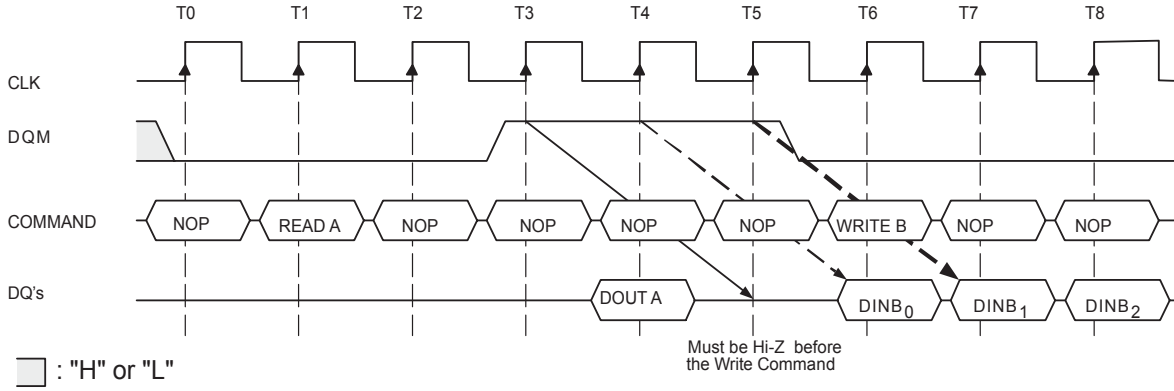 T0 T1 T2 T3 T4 T5 T6 T7 T8
CLK
DQM
COMMAND NOP READ A NOP NOP NOP NOP WRITE B NOP NOP
DQ's DOUT A DINB0 DINB1 DINB2
Must be Hi-Z before
the Write Command
: "H" or "L"